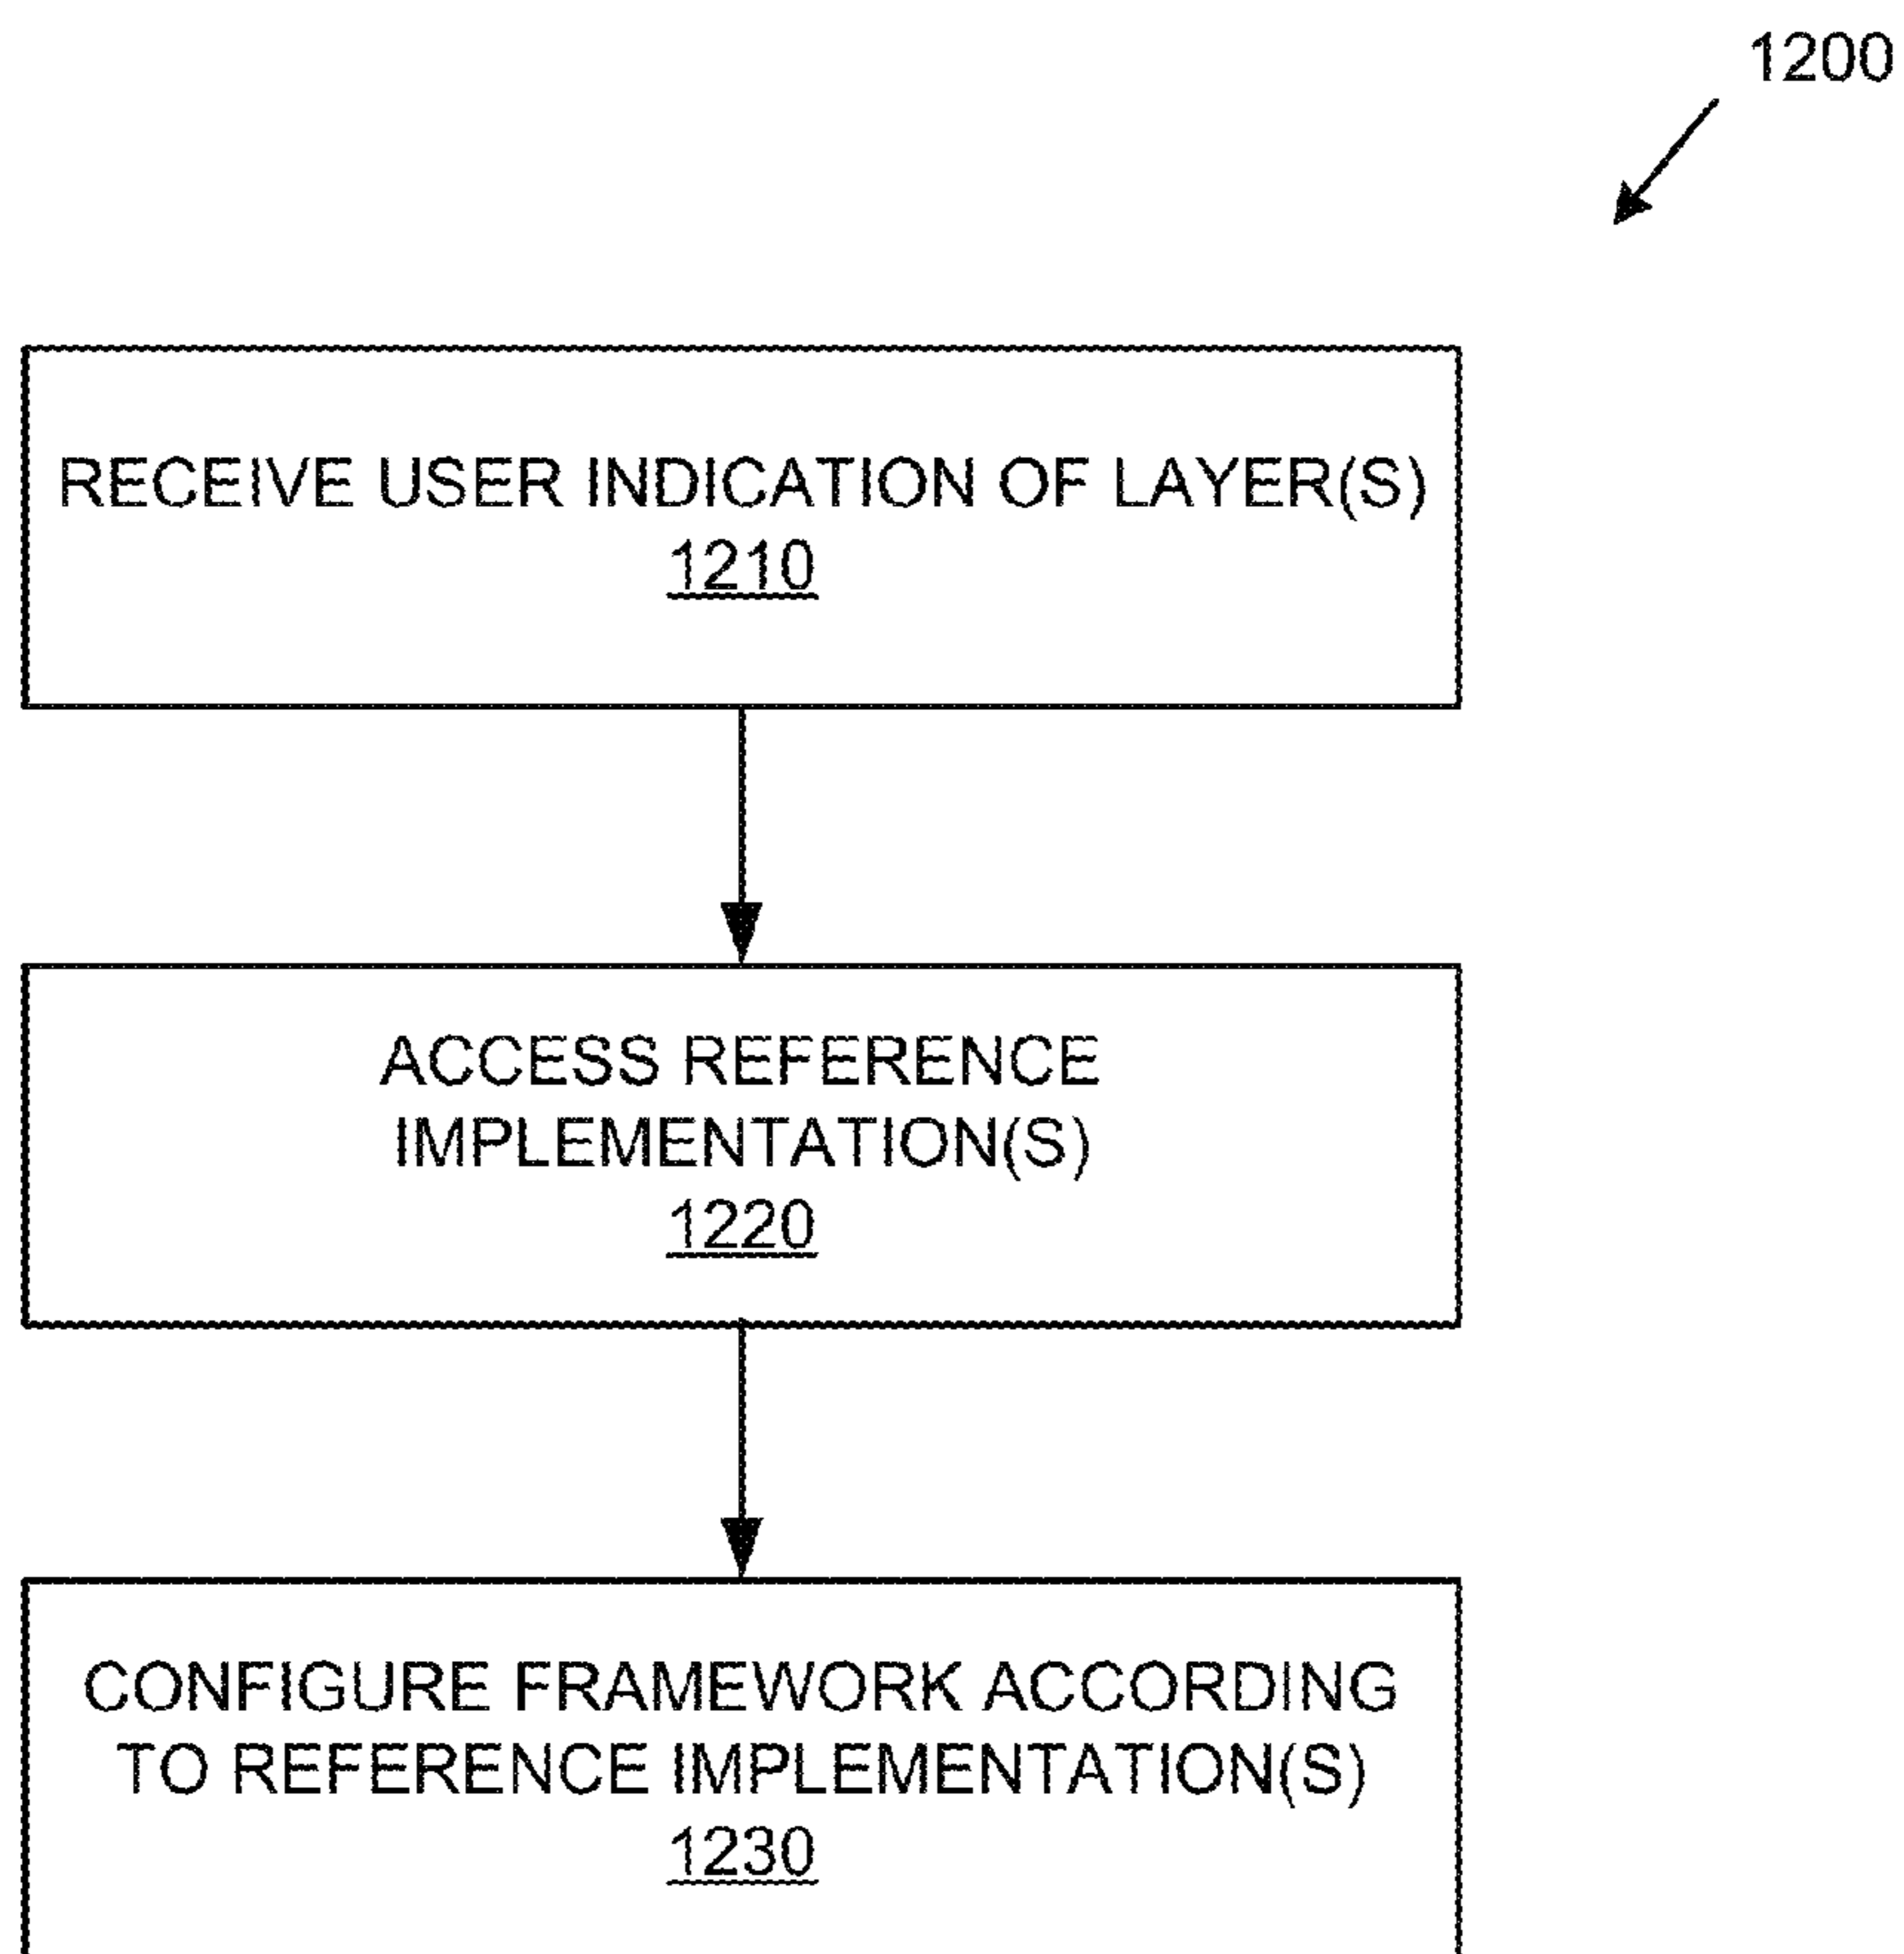 1200
RECEIVE USER INDICATION OF LAYER(S)
1210
ACCESS REFERENCE
IMPLEMENTATION(S)
1220
CONFIGURE FRAMEWORK ACCORDING
TO REFERENCE IMPLEMENTATION(S)
1230